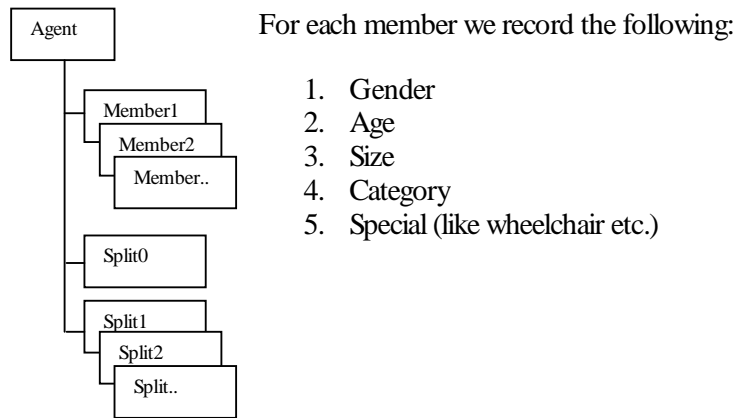 Agent
For each member we record the following:
Member1
Member2
Member..
1. Gender
2. Age
3. Size
4. Category
5. Special (like wheelchair etc.)
Split0
Split1
Split2
Split..